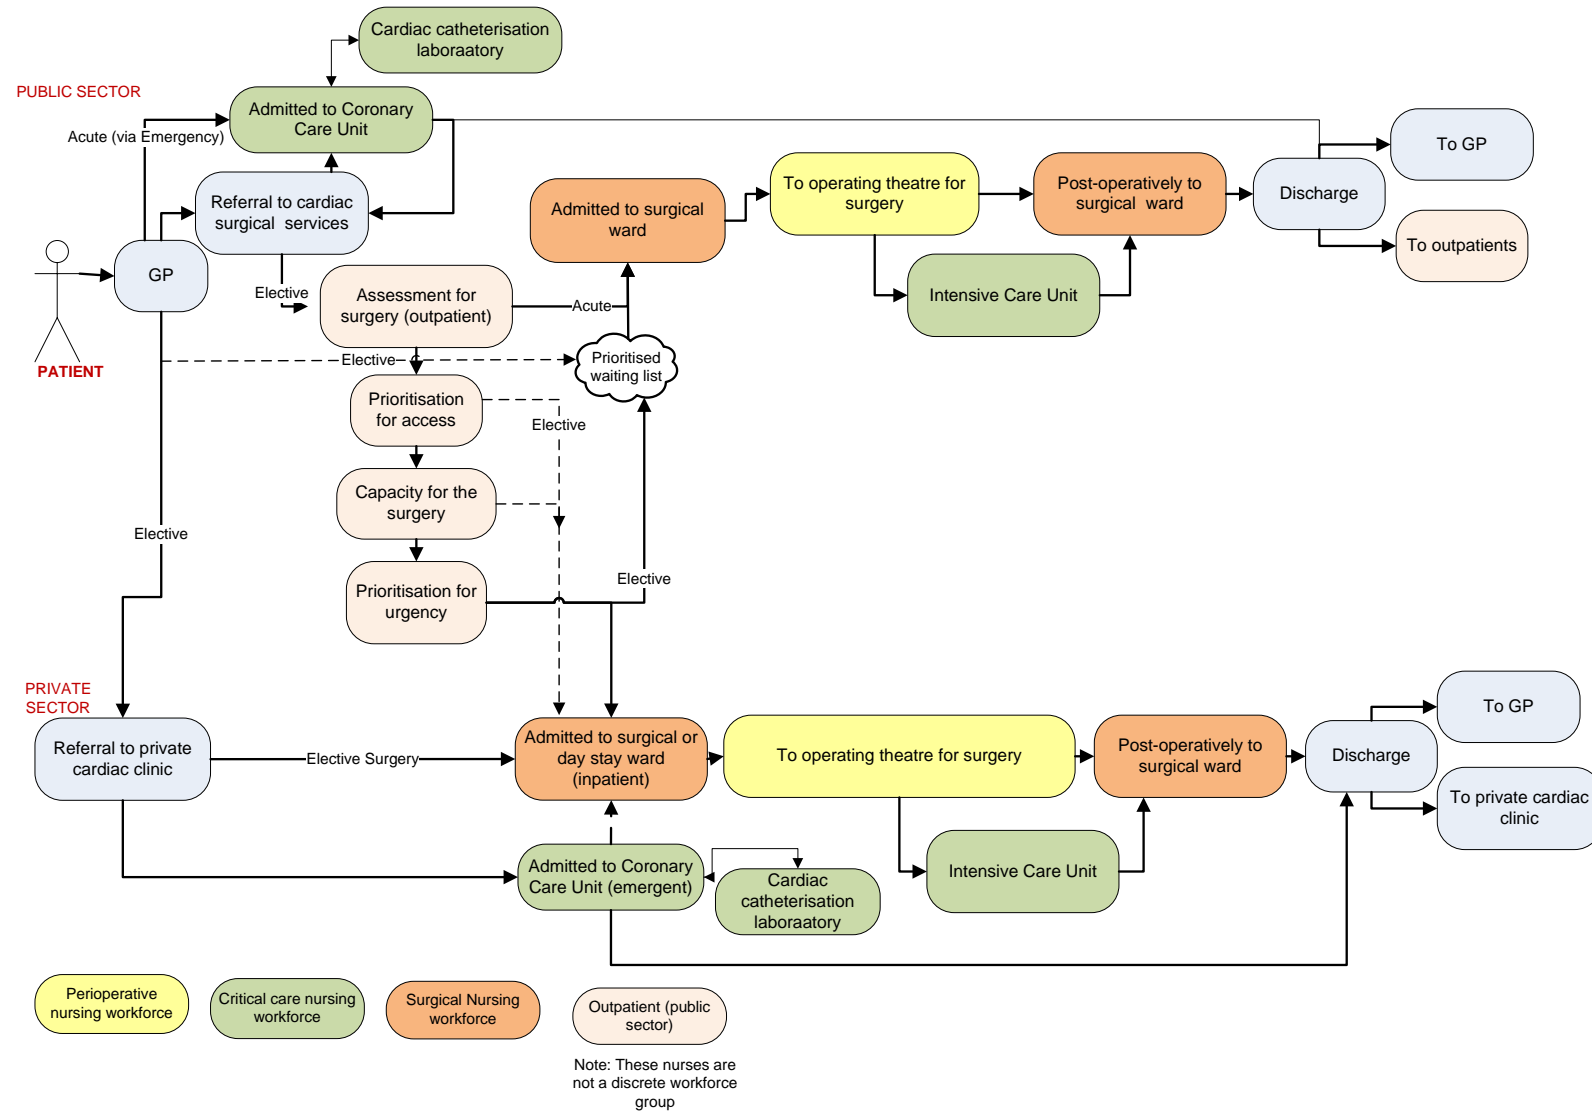 Cardiac catheterisation
laboraatory
PUBLIC SECTOR
Admitted to Coronary
Care Unit
Acute (via Emergency)
To GP
Referral to cardiac
surgical  services
To operating theatre for
surgery
Post-operatively to
surgical  ward
Discharge
Admitted to surgical
ward
To outpatients
GP
Elective
Assessment for
surgery (outpatient)
Acute
Intensive Care Unit
PATIENT
Elective
Prioritised
waiting list
Prioritisation
for access
Elective
Capacity for the
surgery
Elective
Prioritisation for
urgency
Elective
PRIVATE
SECTOR
To GP
Referral to private
cardiac clinic
Elective Surgery
Admitted to surgical or
day stay ward
(inpatient)
To operating theatre for surgery
Post-operatively to
surgical ward
Discharge
To private cardiac
clinic
Admitted to Coronary
Care Unit (emergent)
Cardiac
catheterisation
laboraatory
Intensive Care Unit
Perioperative
nursing workforce
Critical care nursing
workforce
Surgical Nursing
workforce
Outpatient (public
sector)
Note: These nurses are
not a discrete workforce
group